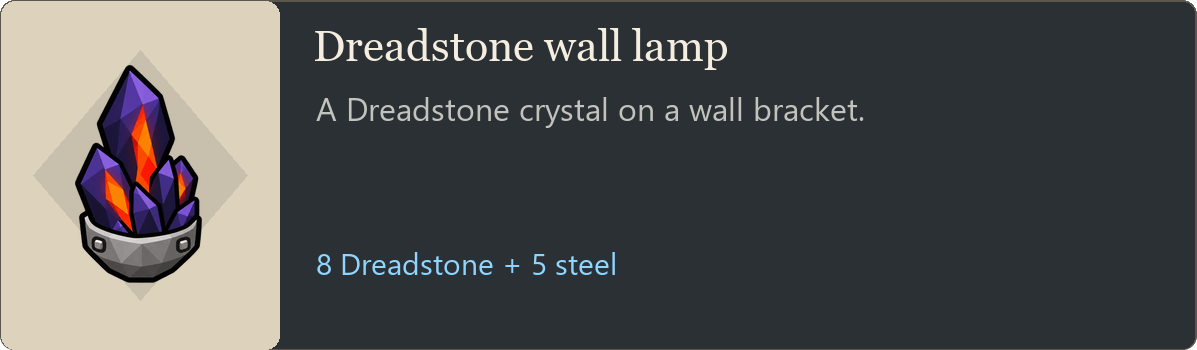 Dreadstone wall lamp
A Dreadstone crystal on a wall bracket.
8 Dreadstone + 5 steel